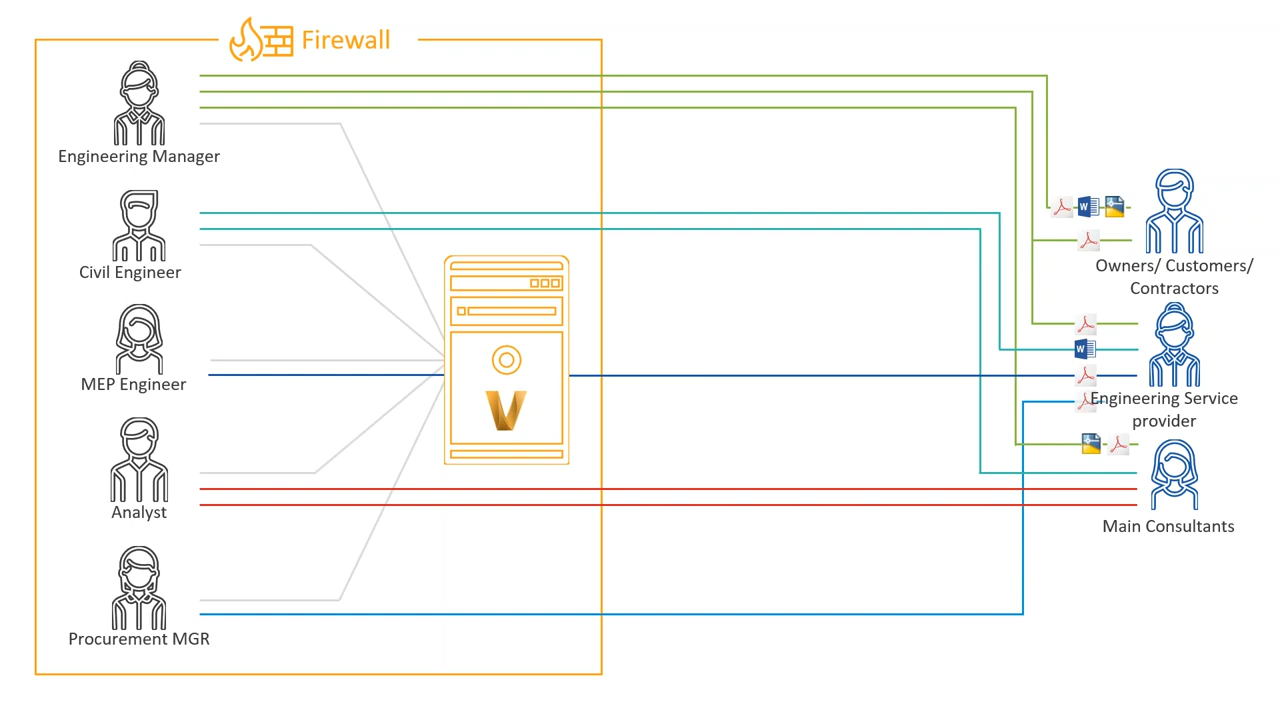 Firewall
Engineering Manager
Civil Engineer
MEP Engineer
Analyst
Procurement MGR
Owners/ Customers/
Contractors
Engineering Service
provider
Main Consultants